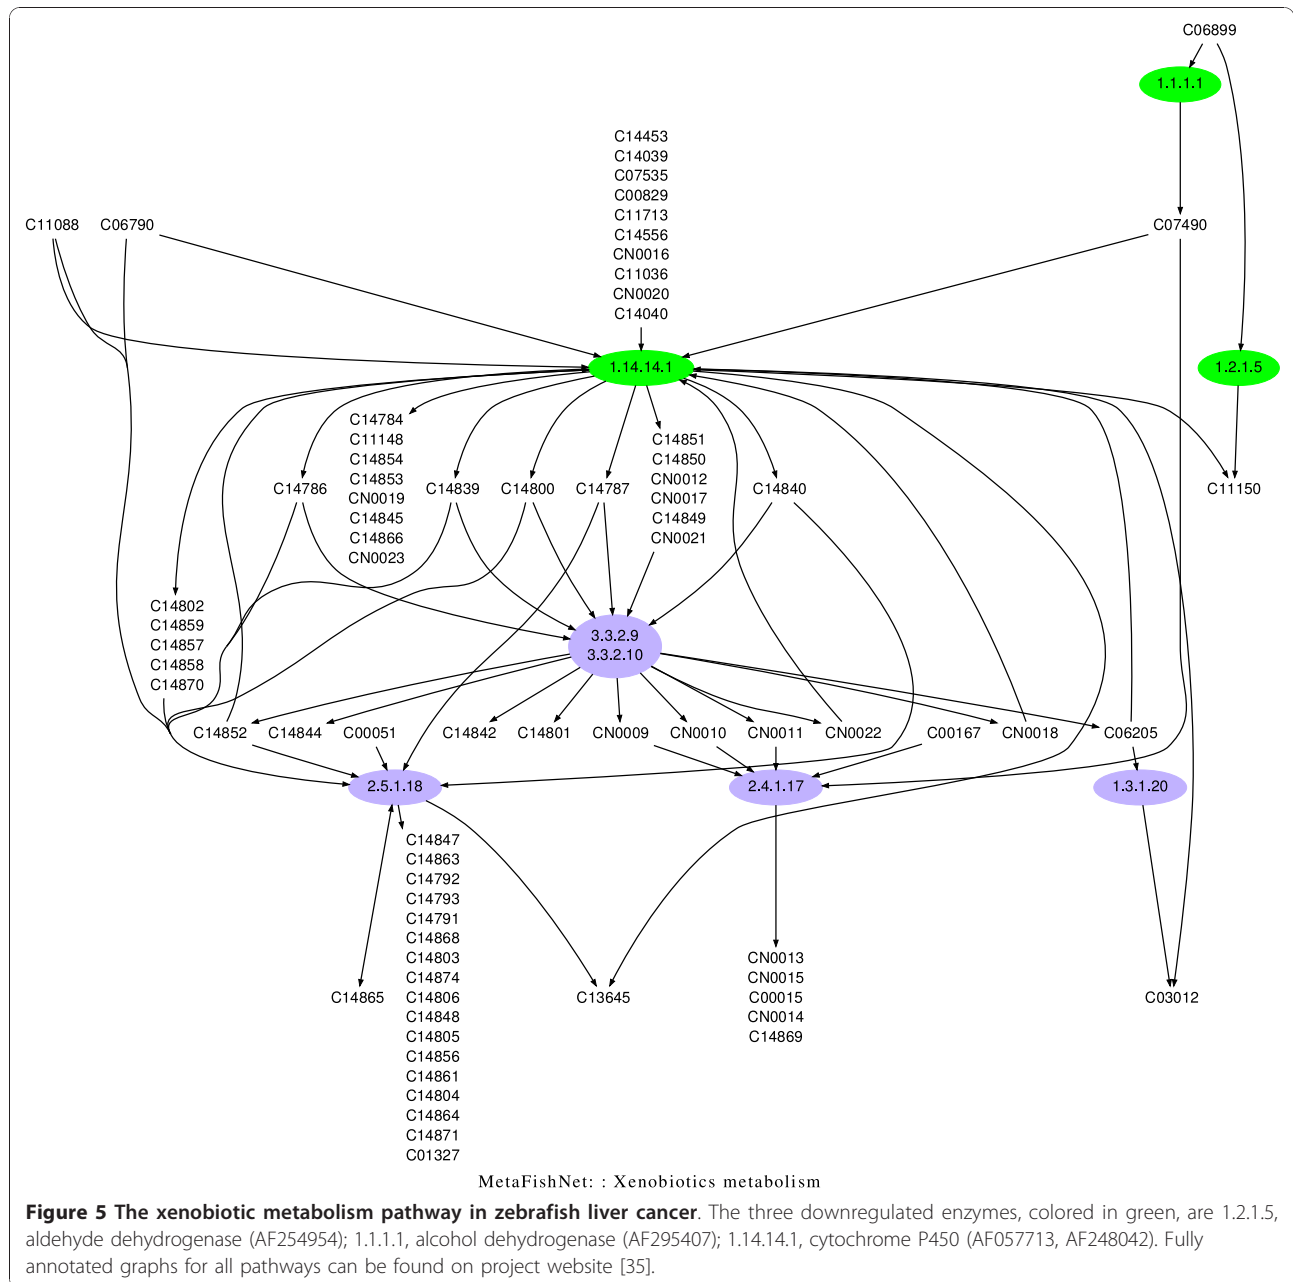 C06899
1.1.1.1
C14453
C14039
C07535
C00829
C11713
C14556
CN0016
C11036
CN0020
C14040
C11088
C06790
C07490
1.14.14.1
1.2.1.5
C14784
C11148
C14854
C14853
CN0019
C14845
C14866
CN0023
C14851
C14850
CN0012
CN0017
C14849
CN0021
C14786
C14839
C14800
C14787
C14840
C11150
C14802
C14859
C14857
C14858
C14870
3.3.2.9
3.3.2.10
C14852
C14844
C00051
C14842
C14801
CN0009
CN0010
CN0011
CN0022
C00167
CN0018
C06205
2.5.1.18
2.4.1.17
1.3.1.20
C14847
C14863
C14792
C14793
C14791
C14868
C14803
C14874
C14806
C14848
C14805
C14856
C14861
C14804
C14864
C14871
C01327
C14865
C13645
CN0013
CN0015
C00015
CN0014
C14869
C03012
MetaFishNet: : Xenobiotics metabolism
Figure 5 The xenobiotic metabolism pathway in zebrafish liver cancer. The three downregulated enzymes, colored in green, are 1.2.1.5,
aldehyde dehydrogenase (AF254954); 1.1.1.1, alcohol dehydrogenase (AF295407); 1.14.14.1, cytochrome P450 (AF057713, AF248042). Fully
annotated graphs for all pathways can be found on project website [35].